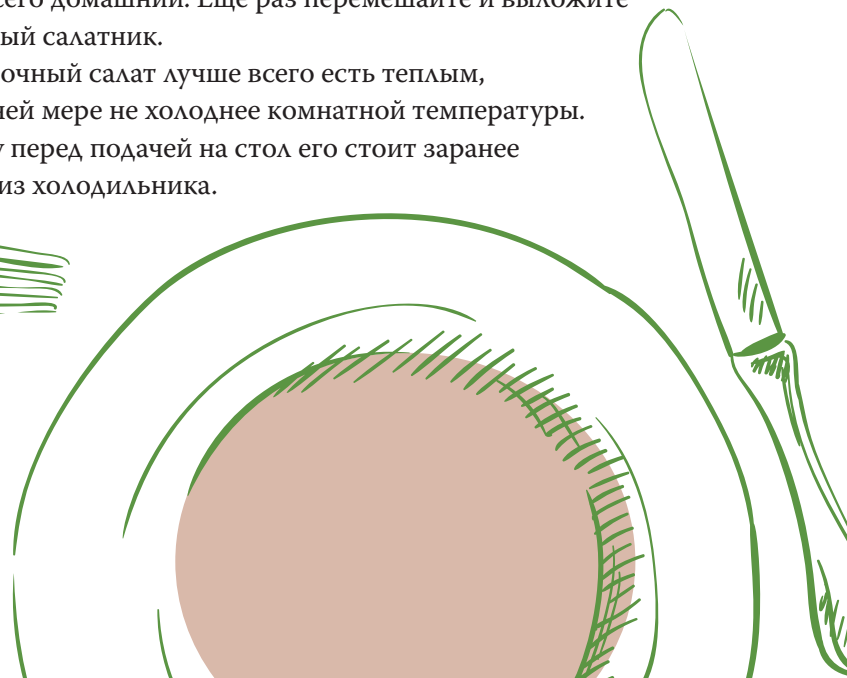 сего домашний. Еще раз перемешайте и выложите
ый салатник.
очный салат лучше всего есть теплым,
ней мере не холоднее комнатной температуры.
у перед подачей на стол его стоит заранее
из холодильника.